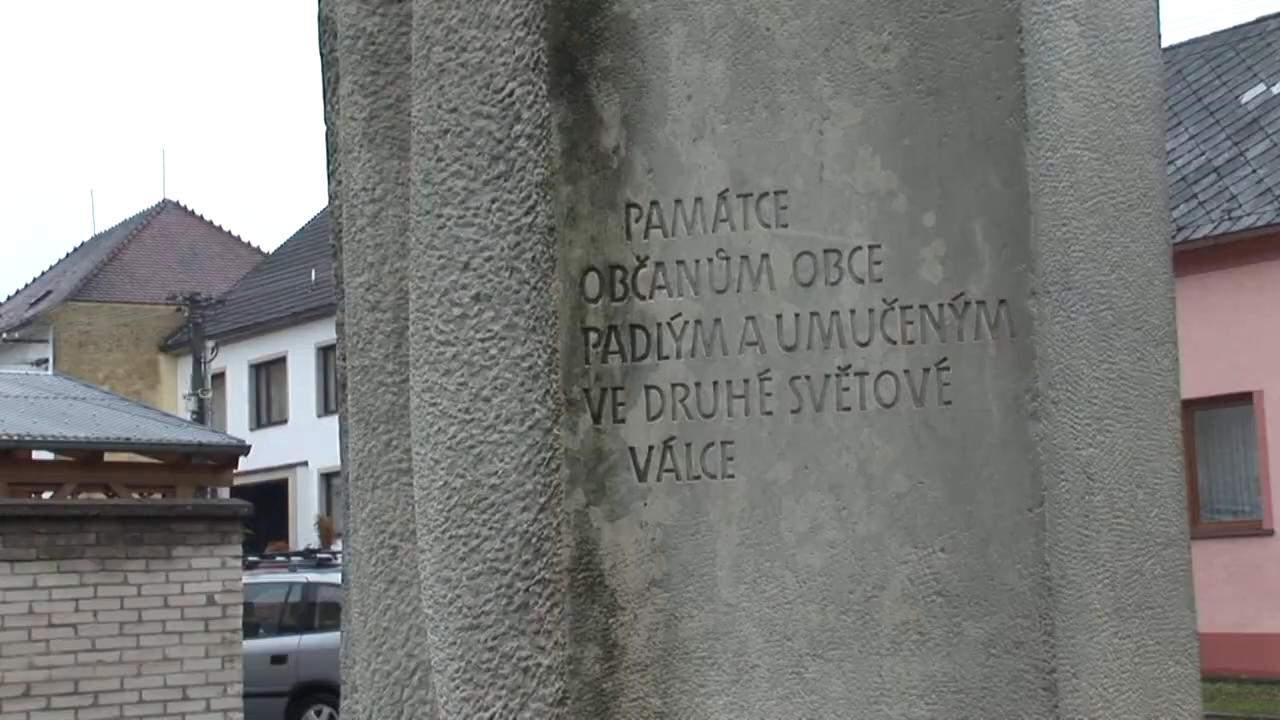 PAMÁTCE
OBČANŮM OBCE
PADLÝM A UMUČENÝM
VE DRUHÉ SVĚTOVÉ
VÁLCE